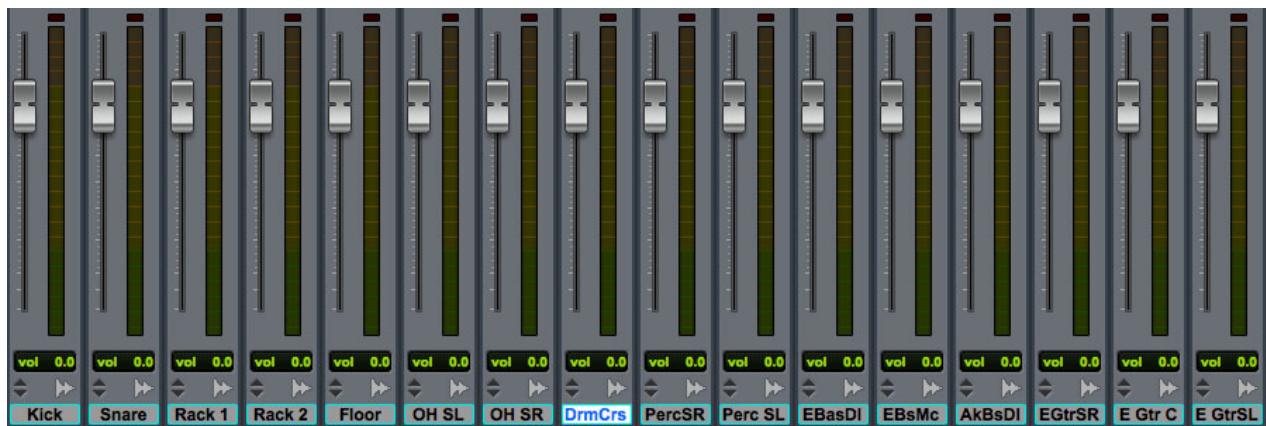 vol 0.0 vol 0.0 vol 0.0 vol 0.0 vol 0.0 vol 0.0 vol 0.0 vol 0.0 vol 0.0 vol 0.0 vol 0.0 vol 0.0 vol 0.0 vol 0.0 vol 0.0 vol 0.0
Kick Snare Rack 1 Rack 2 Floor OH SL OH SR DrmCrs PercSR Perc SL EBasDI EBsMc AkBsDI EGtrSR E Gtr C E GtrSL